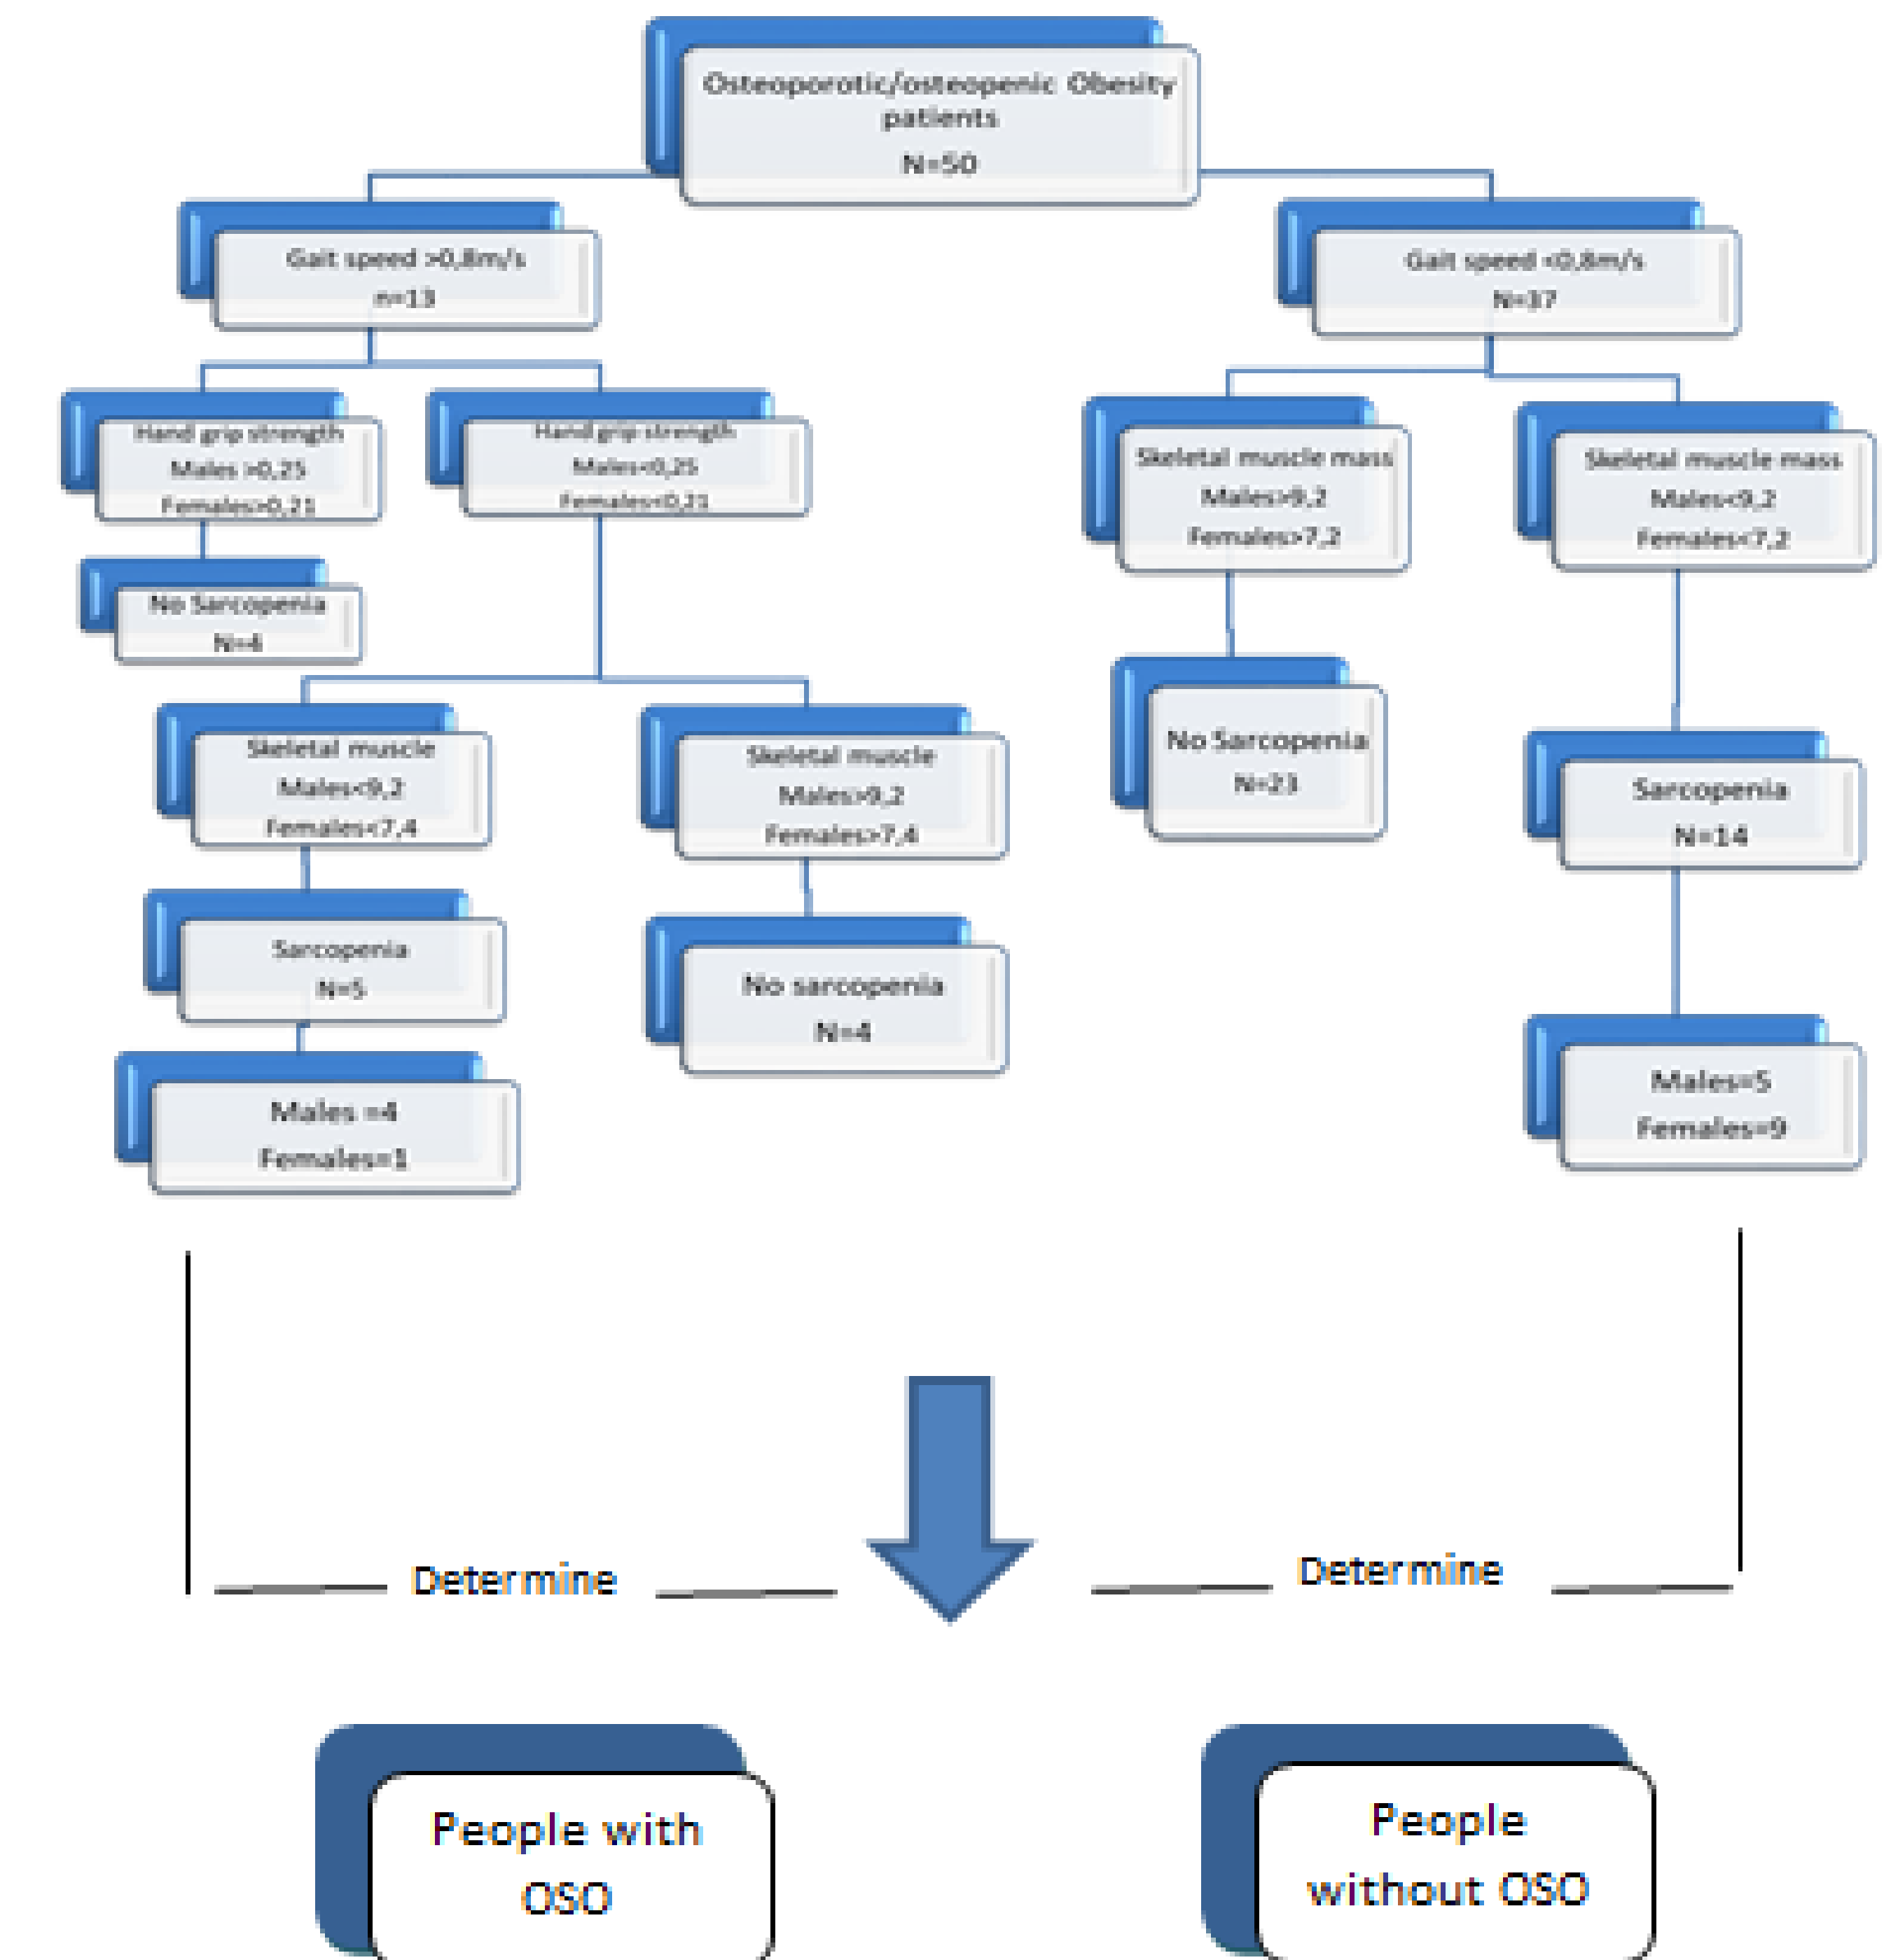 Osteoporotic/osteopenic Obesity
patients
N=50
Gait speed >0,8m/s
n=13
Gait speed <0,8m/s
N=37
Hand grip strength
Males >0,25
Females>0,21
Hand grip strength
Males<0,25
Females<0,21
Skeletal muscle mass
Males>9,2
Females>7,2
Skeletal muscle mass
Males<9,2
Females<7,2
No Sarcopenia
N=4
Skeletal muscle
Males<9,2
Females<7,4
Skeletal muscle
Males>9,2
Females>7,4
No Sarcopenia
N=23
Sarcopenia
N=14
Sarcopenia
N=5
No sarcopenia
N=4
Males =4
Females=1
Males=5
Females=9
Determine
Determine
People with
OSO
People
without OSO